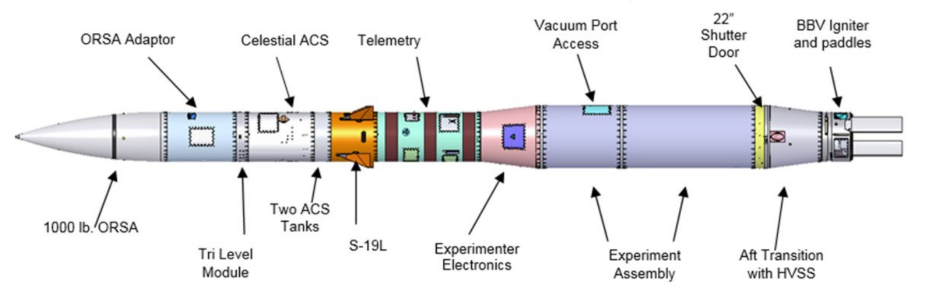 ORSA Adaptor
Celestial ACS
Telemetry
Vacuum Port
Access
22"
Shutter
Door
BBV Igniter
and paddles
1000 lb. ORSA
Tri Level
Module
Two ACS
Tanks
S-19L
Experimenter
Electronics
Experiment
Assembly
Aft Transition
with HVSS